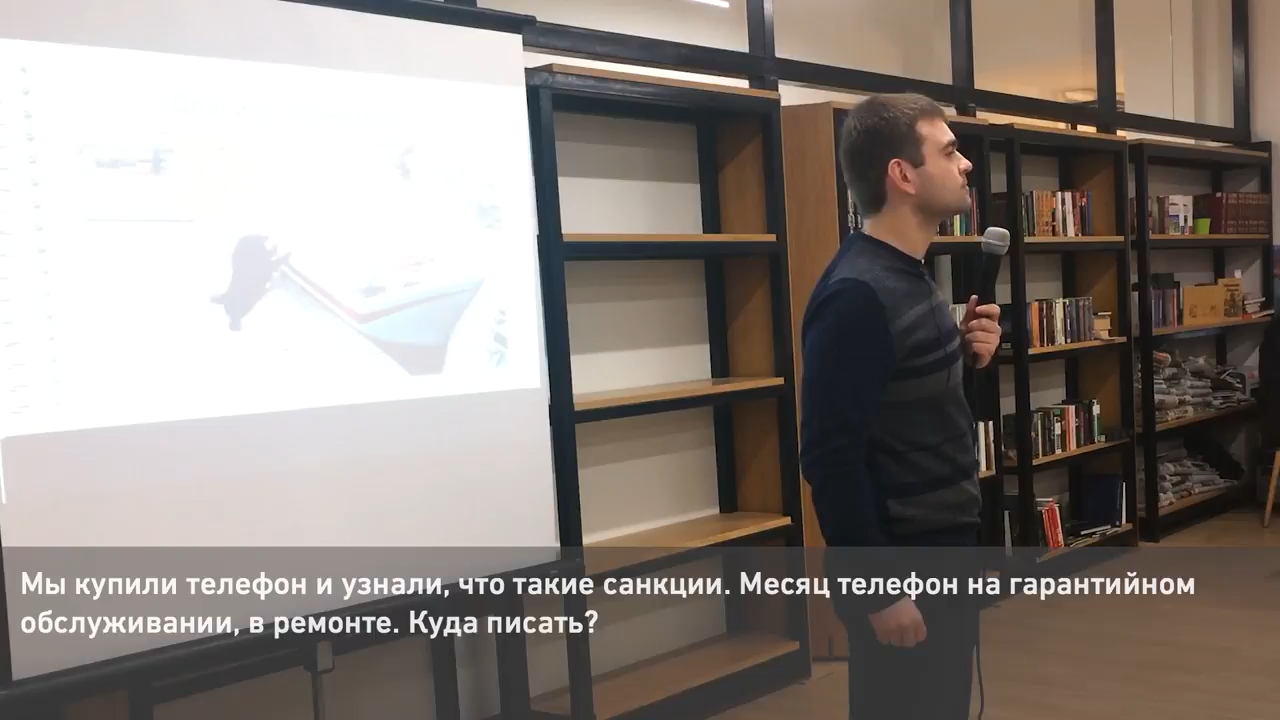 Мы купили телефон и узнали, что такие санкции. Месяц телефон на гарантийном
обслуживании, в ремонте. Куда писать?